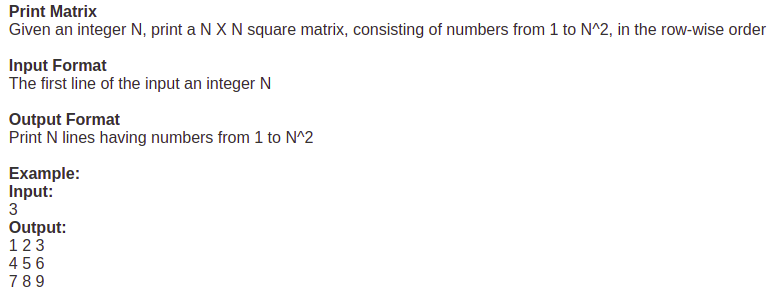 Print Matrix
Given an integer N, print a N X N square matrix, consisting of numbers from 1 to N^2, in the row-wise order
Input Format
The first line of the input an integer N
Output Format
Print N lines having numbers from 1 to N^2
Example:
Input:
3
Output:
1 2 3
4 5 6
7 8 9